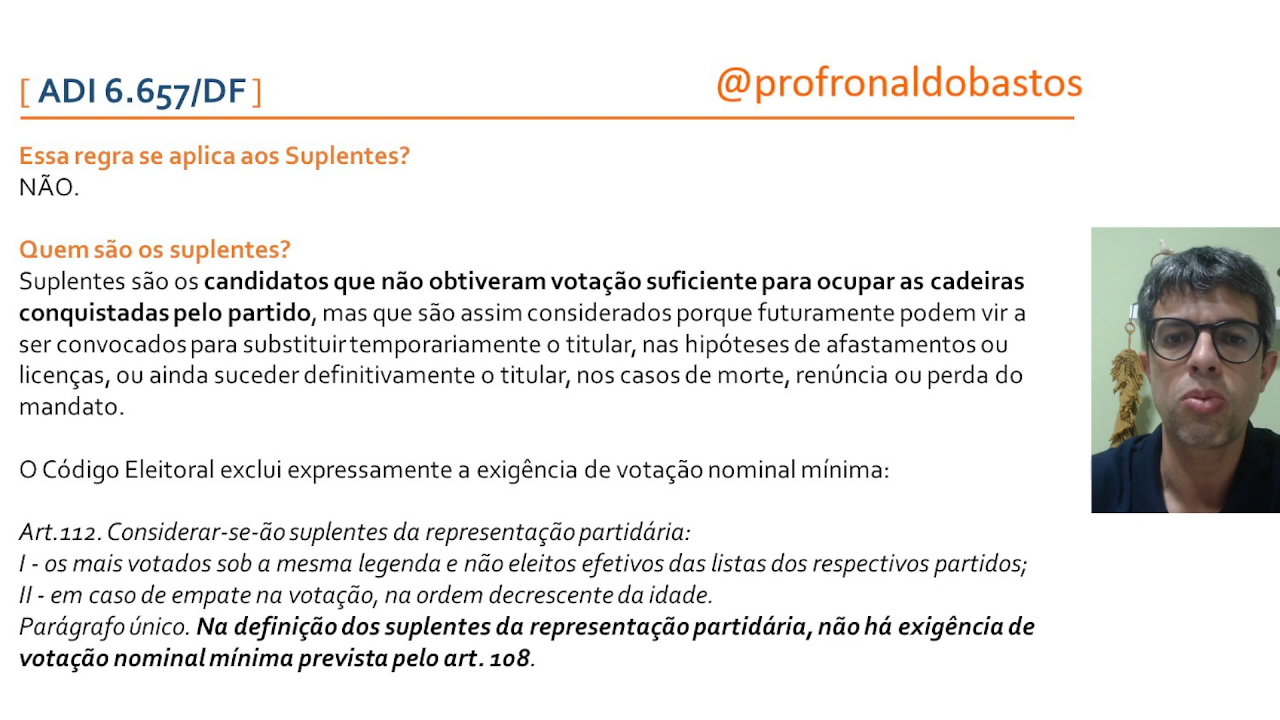 [ ADI 6.657/DF ]
@profronaldobastos
Essa regra se aplica aos Suplentes?
NÃO.
Quem são os suplentes?
Suplentes são os candidatos que não obtiveram votação suficiente para ocupar as cadeiras
conquistadas pelo partido, mas que são assim considerados porque futuramente podem vir a
ser convocados para substituir temporariamente o titular, nas hipóteses de afastamentos ou
licenças, ou ainda suceder definitivamente o titular, nos casos de morte, renúncia ou perda do
mandato.
O Código Eleitoral exclui expressamente a exigência de votação nominal mínima:
Art.112. Considerar-se-ão suplentes da representação partidária:
I - os mais votados sob a mesma legenda e não eleitos efetivos das listas dos respectivos partidos;
II - em caso de empate na votação, na ordem decrescente da idade.
Parágrafo único. Na definição dos suplentes da representação partidária, não há exigência de
votação nominal mínima prevista pelo art. 108.